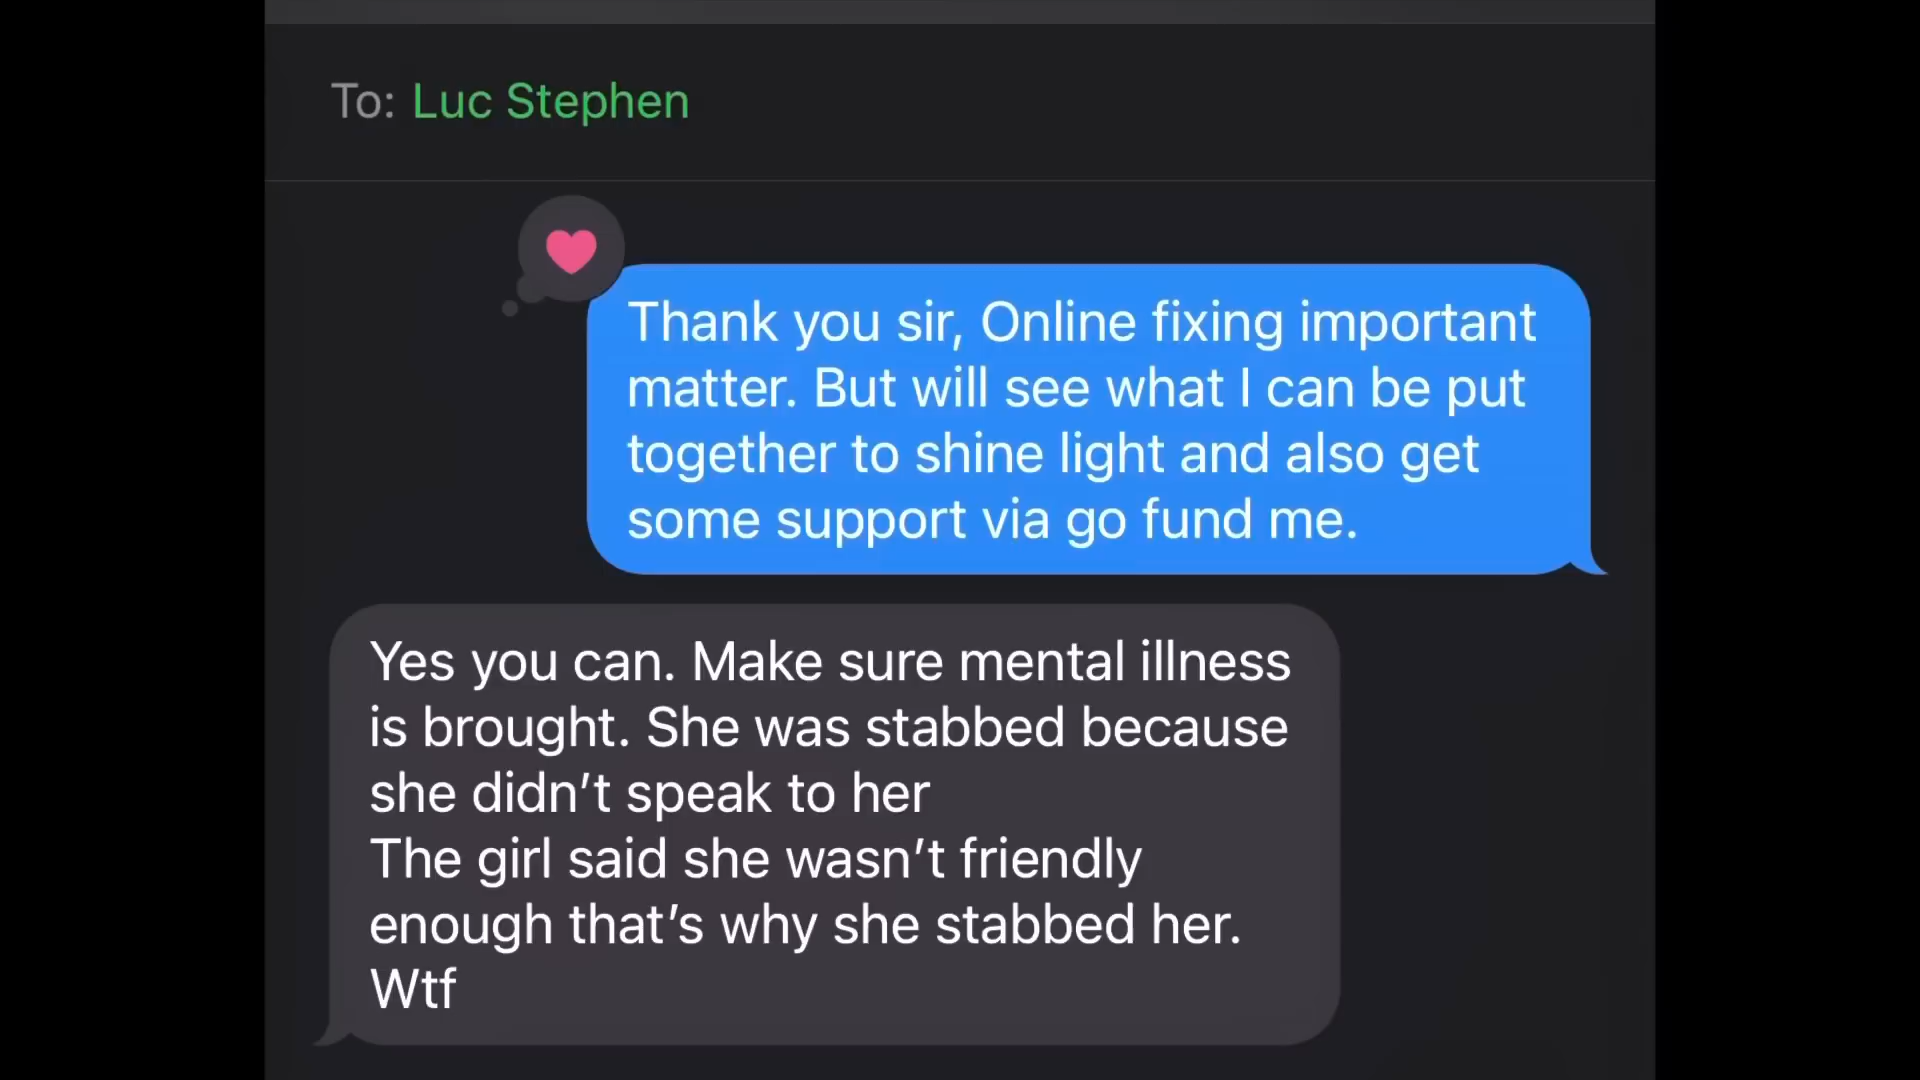 To: Luc Stephen
Thank you sir, Online fixing important
matter. But will see what I can be put
together to shine light and also get
some support via go fund me.
Yes you can. Make sure mental illness
is brought. She was stabbed because
she didn’t speak to her
The girl said she wasn’t friendly
enough that’s why she stabbed her.
Wtf